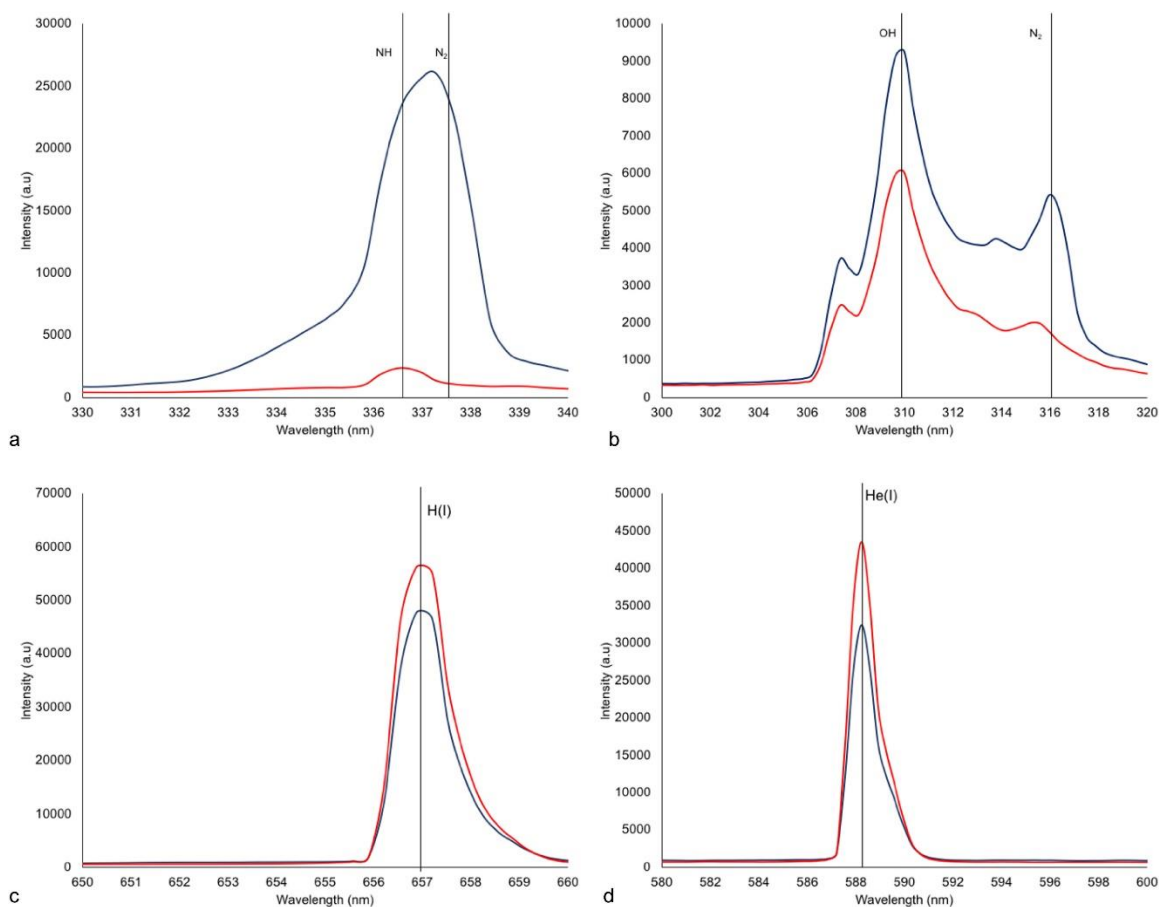 30000
25000
20000
15000
10000
5000
0
Intensity (a.u)
NH
N₂
330 331 332 333 334 335 336 337 338 339 340
Wavelength (nm)
a
10000
9000
8000
7000
6000
5000
4000
3000
2000
1000
0
Intensity (a.u)
OH
N₂
300 302 304 306 308 310 312 314 316 318 320
Wavelength (nm)
b
70000
60000
50000
40000
30000
20000
10000
0
Intensity (a.u)
H(I)
650 651 652 653 654 655 656 657 658 659 660
Wavelength (nm)
c
50000
45000
40000
35000
30000
25000
20000
15000
10000
5000
0
Intensity (a.u)
He(I)
580 582 584 586 588 590 592 594 596 598 600
Wavelength (nm)
d